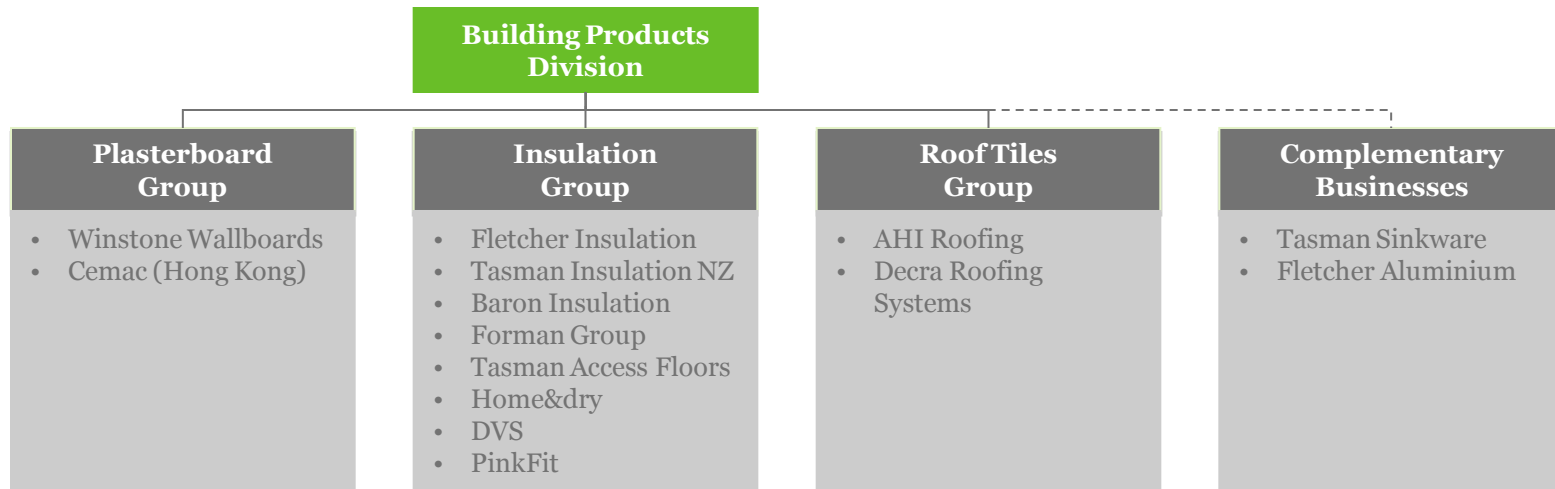 Building Products
Division
Plasterboard
Group
• Winstone Wallboards
• Cemac (Hong Kong)
Insulation
Group
• Fletcher Insulation
• Tasman Insulation NZ
• Baron Insulation
• Forman Group
• Tasman Access Floors
• Home&dry
• DVS
• PinkFit
Roof Tiles
Group
• AHI Roofing
• Decra Roofing
Systems
Complementary
Businesses
• Tasman Sinkware
• Fletcher Aluminium